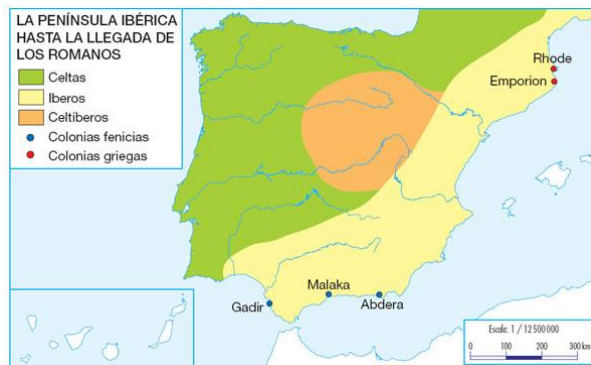 LA PENÍNSULA IBÉRICA
HASTA LA LLEGADA DE
LOS ROMANOS
Celtas
Iberos
Celtíberos
Colonias fenicias
Colonias griegas
Rhode
Emporion
Malaka
Gadir
Abdera
Escala: 1 / 12 500 000
0 100 200 300 km